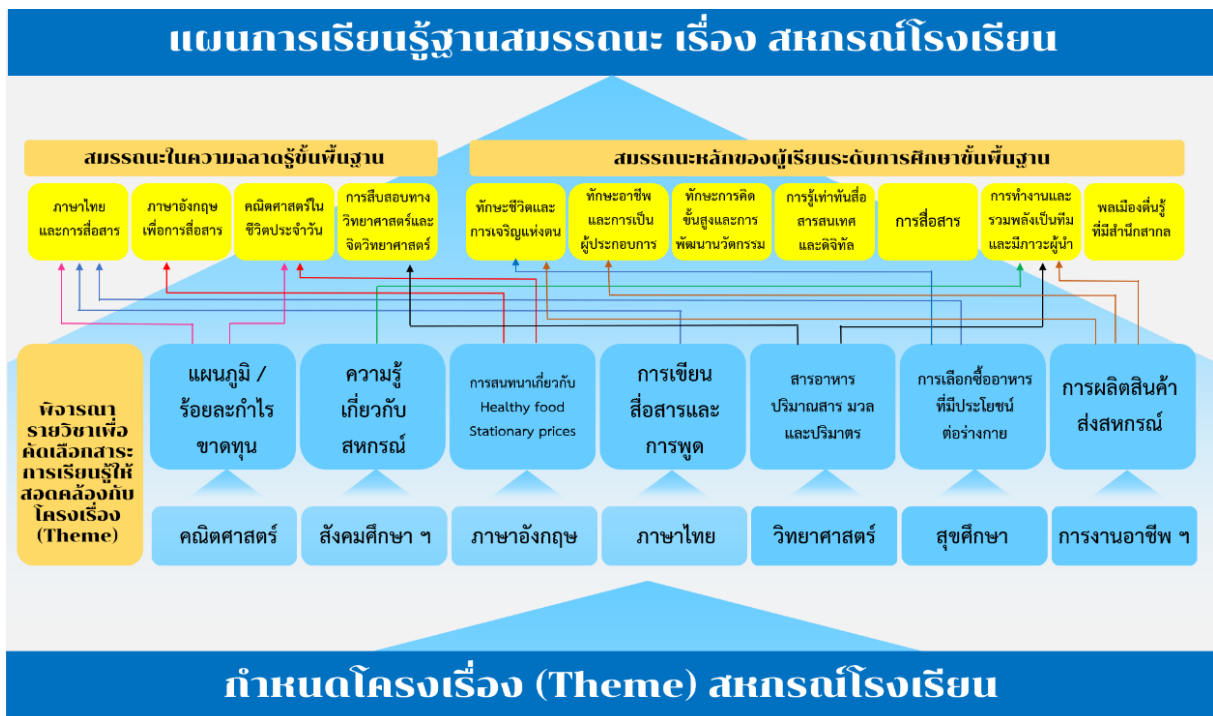 แผนการเรียนรู้ฐานสมรรถนะ เรื่อง สหกรณ์โรงเรียน
สมรรถนะในความฉลาดรู้ขั้นพื้นฐาน
สมรรถนะหลักของผู้เรียนระดับการศึกษาขั้นพื้นฐาน
ภาษาไทย
และการสื่อสาร
ภาษาอังกฤษ
เพื่อการสื่อสาร
คณิตศาสตร์ใน
ชีวิตประจำวัน
การสืบสอบทาง
วิทยาศาสตร์และ
จิตวิทยาศาสตร์
ทักษะชีวิตและ
การเจริญแห่งตน
ทักษะอาชีพ
และการเป็น
ผู้ประกอบการ
ทักษะการคิด
ขั้นสูงและการ
พัฒนานวัตกรรม
การรู้เท่าทันสื่อ
สารสนเทศ
และดิจิทัล
การสื่อสาร
การทำงานและ
รวมพลังเป็นทีม
และมีภาวะผู้นำ
พลเมืองตื่นรู้
ที่มีสำนึกสากล
พิจารณา
รายวิชาเพื่อ
คัดเลือกสาระ
การเรียนรู้ให้
สอดคล้องกับ
โครงเรื่อง
(Theme)
แผนภูมิ /
ร้อยละกำไร
ขาดทุน
ความรู้
เกี่ยวกับ
สหกรณ์
การสนทนาเกี่ยวกับ
Healthy food
Stationary prices
การเขียน
สื่อสารและ
การพูด
สารอาหาร
ปริมาณสาร มวล
และปริมาตร
การเลือกซื้ออาหาร
ที่มีประโยชน์
ต่อร่างกาย
การผลิตสินค้า
ส่งสหกรณ์
คณิตศาสตร์
สังคมศึกษา ฯ
ภาษาอังกฤษ
ภาษาไทย
วิทยาศาสตร์
สุขศึกษา
การงานอาชีพ ฯ
กำหนดโครงเรื่อง (Theme) สหกรณ์โรงเรียน